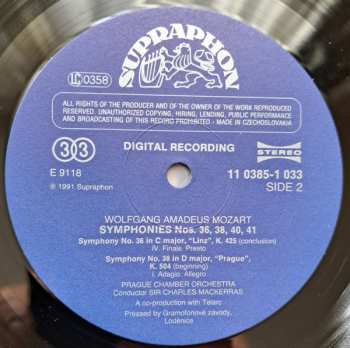 SUPRAPHON
LC 0358
ALL RIGHTS OF THE PRODUCER AND OF THE OWNER OF THE WORK REPRODUCED
RESERVED. UNAUTHORIZED COPYING, HIRING, LENDING, PUBLIC PERFORMANCE
AND BROADCASTING OF THIS RECORD PROHIBITED - MADE IN CZECHOSLOVAKIA
33 DIGITAL RECORDING STEREO
E 9118 11 0385-1 033
℗ 1991 Supraphon SIDE 2
WOLFGANG AMADEUS MOZART
SYMPHONIES Nos. 36, 38, 40, 41
Symphony No. 36 in C major, "Linz", K. 425 (conclusion)
IV. Finale. Presto
Symphony No. 38 in D major, "Prague",
K. 504 (beginning)
I. Adagio. Allegro
PRAGUE CHAMBER ORCHESTRA
Conductor SIR CHARLES MACKERRAS
A co-production with Telarc
Pressed by Gramofonové závody,
Loděnice